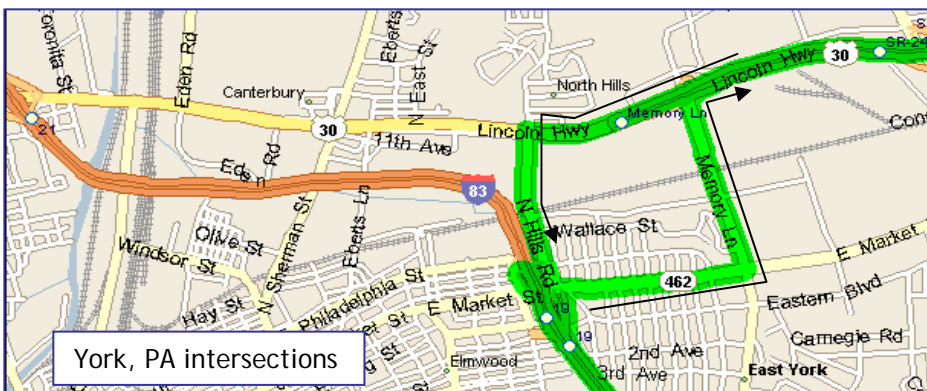 oronita St
Eden Rd
Eberts
N East St
Canterbury
30
North Hills
Lincoln Hwy
30
SR-24
Memory Ln
Lincoln Hwy
11th Ave
21
Rd
83
Memory Ln
N Hills Rd
Wallace St
Olive St
Windsor St
N Sherman St
Eberts Ln
E Market
462
Philadelphia St
Hay St
E Market St
19
19
Eastern Blvd
Carnegie Rd
Elmwood
2nd Ave
3rd Ave
East York
York, PA intersections